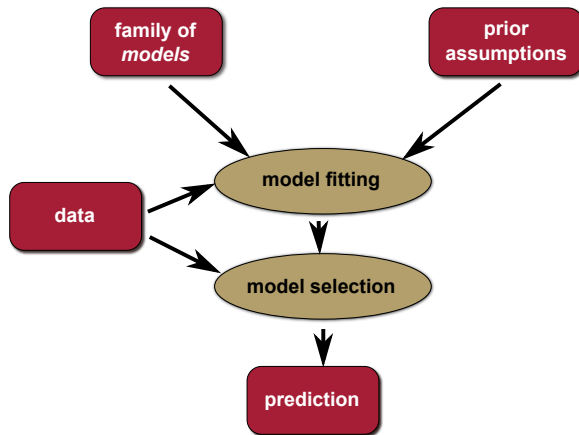 family of
models
prior
assumptions
model fitting
data
model selection
prediction